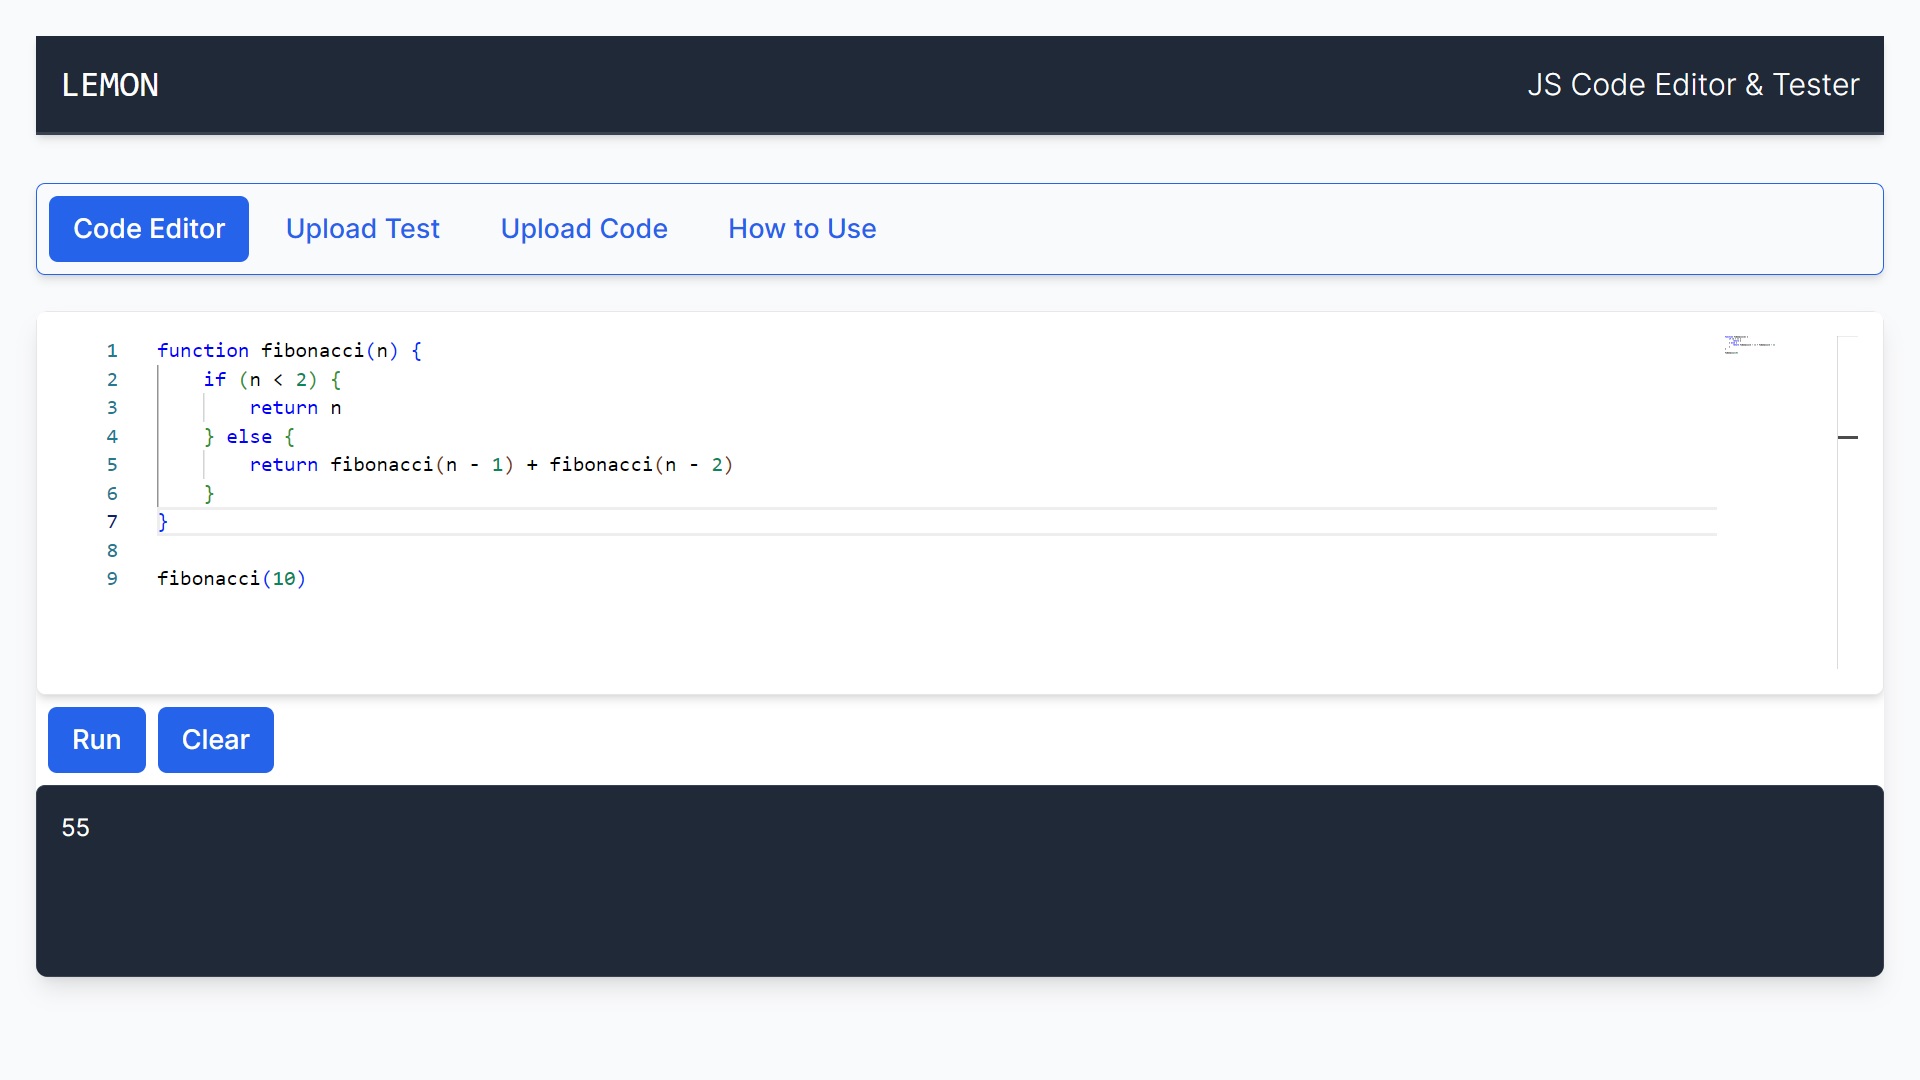 LEMON
JS Code Editor & Tester
Code Editor
Upload Test
Upload Code
How to Use
1 function fibonacci(n) {
2     if (n < 2) {
3         return n
4     } else {
5         return fibonacci(n - 1) + fibonacci(n - 2)
6     }
7 }
8
9 fibonacci(10)
Run
Clear
55